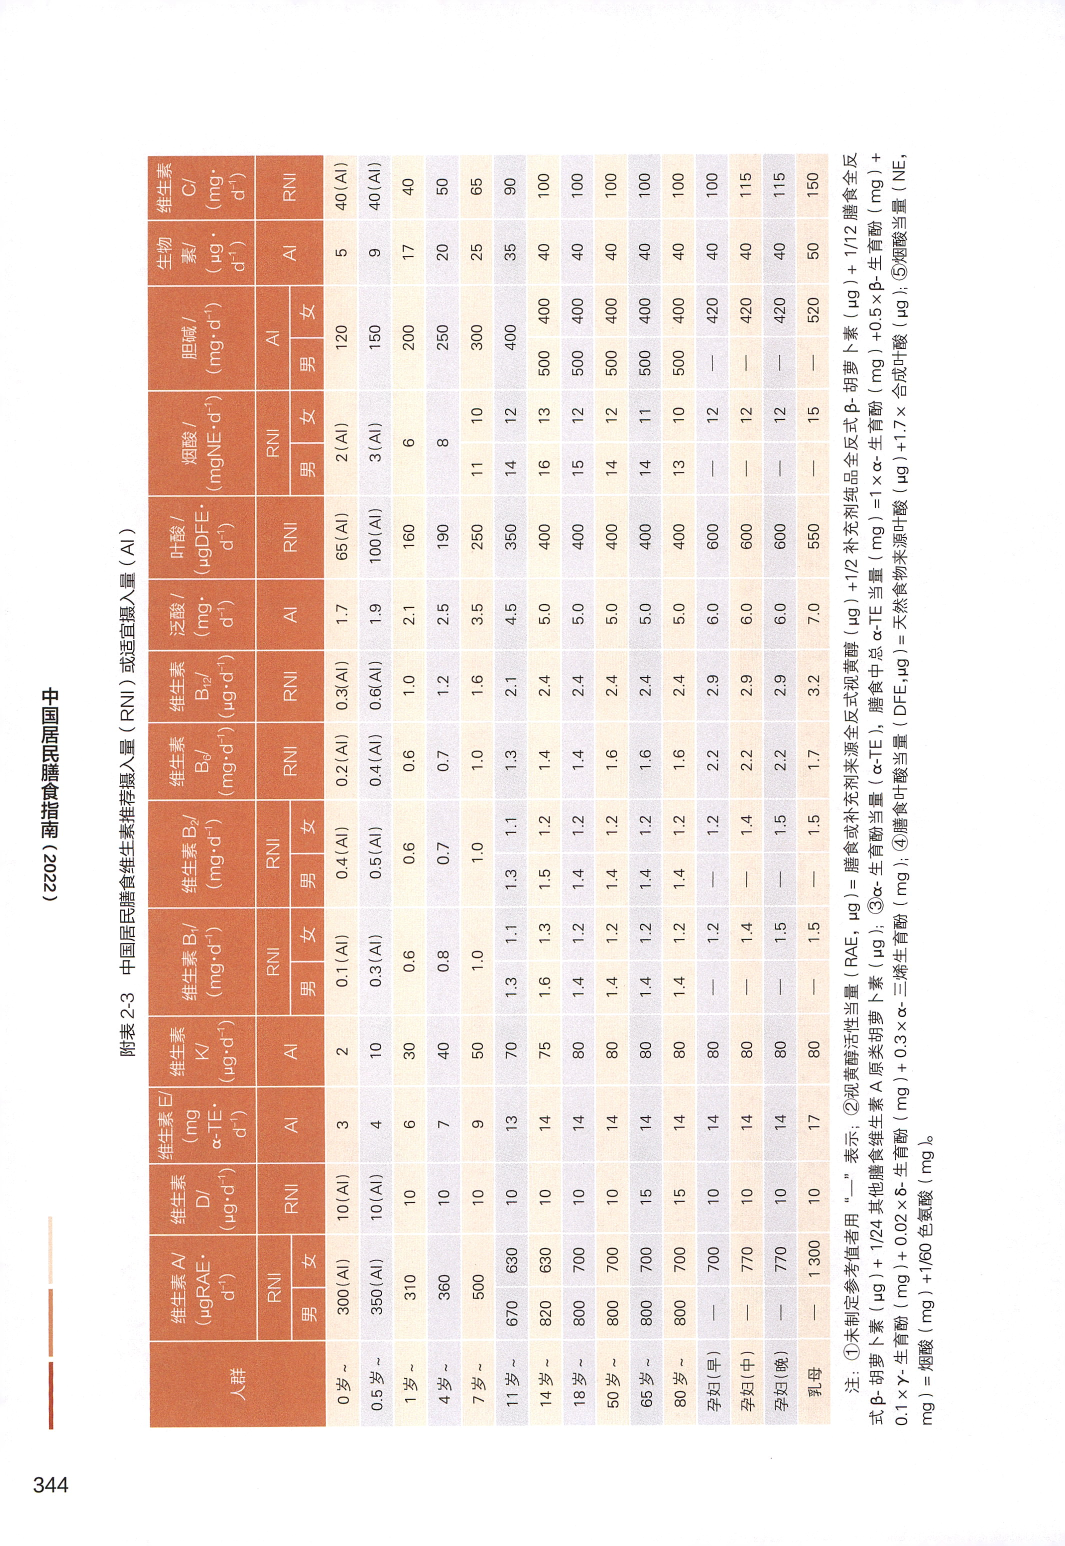 344
中国居民膳食指南（2022）
附表 2-3 中国居民膳食维生素推荐摄入量（RNI）或适宜摄入量（AI）
人群 维生素 A/（μgRAE·d⁻¹） 维生素 D/（μg·d⁻¹） 维生素 E/（mg α-TE·d⁻¹） 维生素 K/（μg·d⁻¹） 维生素 B₁/（mg·d⁻¹） 维生素 B₂/（mg·d⁻¹） 维生素 B₆/（mg·d⁻¹） 维生素 B₁₂/（μg·d⁻¹） 泛酸/（mg·d⁻¹） 叶酸/（μgDFE·d⁻¹） 烟酸/（mgNE·d⁻¹） 胆碱/（mg·d⁻¹） 生物素/（μg·d⁻¹） 维生素 C/（mg·d⁻¹）
RNI RNI AI AI RNI RNI RNI RNI AI RNI RNI AI AI RNI
男 女 男 女 男 女 男 女 男 女
0 岁 ~ 300(AI) 10(AI) 3 2 0.1(AI) 0.4(AI) 0.2(AI) 0.3(AI) 1.7 65(AI) 2(AI) 120 5 40(AI)
0.5 岁 ~ 350(AI) 10(AI) 4 10 0.3(AI) 0.5(AI) 0.4(AI) 0.6(AI) 1.9 100(AI) 3(AI) 150 9 40(AI)
1 岁 ~ 310 10 6 30 0.6 0.6 0.6 1.0 2.1 160 6 200 17 40
4 岁 ~ 360 10 7 40 0.8 0.7 0.7 1.2 2.5 190 8 250 20 50
7 岁 ~ 500 10 9 50 1.0 1.0 1.0 1.6 3.5 250 11 10 300 25 65
11 岁 ~ 670 630 10 13 70 1.3 1.1 1.3 1.1 1.3 2.1 4.5 350 14 12 400 35 90
14 岁 ~ 820 630 10 14 75 1.6 1.3 1.5 1.2 1.4 2.4 5.0 400 16 13 500 400 40 100
18 岁 ~ 800 700 10 14 80 1.4 1.2 1.4 1.2 1.4 2.4 5.0 400 15 12 500 400 40 100
50 岁 ~ 800 700 10 14 80 1.4 1.2 1.4 1.2 1.6 2.4 5.0 400 14 12 500 400 40 100
65 岁 ~ 800 700 15 14 80 1.4 1.2 1.4 1.2 1.6 2.4 5.0 400 14 11 500 400 40 100
80 岁 ~ 800 700 15 14 80 1.4 1.2 1.4 1.2 1.6 2.4 5.0 400 13 10 500 400 40 100
孕妇(早) — 700 10 14 80 — 1.2 — 1.2 2.2 2.9 6.0 600 — 12 — 420 40 100
孕妇(中) — 770 10 14 80 — 1.4 — 1.4 2.2 2.9 6.0 600 — 12 — 420 40 115
孕妇(晚) — 770 10 14 80 — 1.5 — 1.5 2.2 2.9 6.0 600 — 12 — 420 40 115
乳母 — 1 300 10 17 80 — 1.5 — 1.5 1.7 3.2 7.0 550 — 15 — 520 50 150
注：①未制定参考值者用“—”表示；②视黄醇活性当量（RAE，μg）= 膳食或补充剂来源全反式视黄醇（μg）+1/2 补充剂纯品全反式 β- 胡萝卜素（μg）+ 1/12 膳食全反
式 β- 胡萝卜素（μg）+ 1/24 其他膳食维生素 A 原类胡萝卜素（μg）；③α- 生育酚当量（α-TE），膳食中总 α-TE 当量（mg）=1×α- 生育酚（mg）+0.5×β- 生育酚（mg）+
0.1×γ- 生育酚（mg）+ 0.02×δ- 生育酚（mg）+ 0.3×α- 三烯生育酚（mg）；④膳食叶酸当量（DFE,μg）= 天然食物来源叶酸（μg）+1.7× 合成叶酸（μg）；⑤烟酸当量（NE，
mg）= 烟酸（mg）+1/60 色氨酸（mg）。